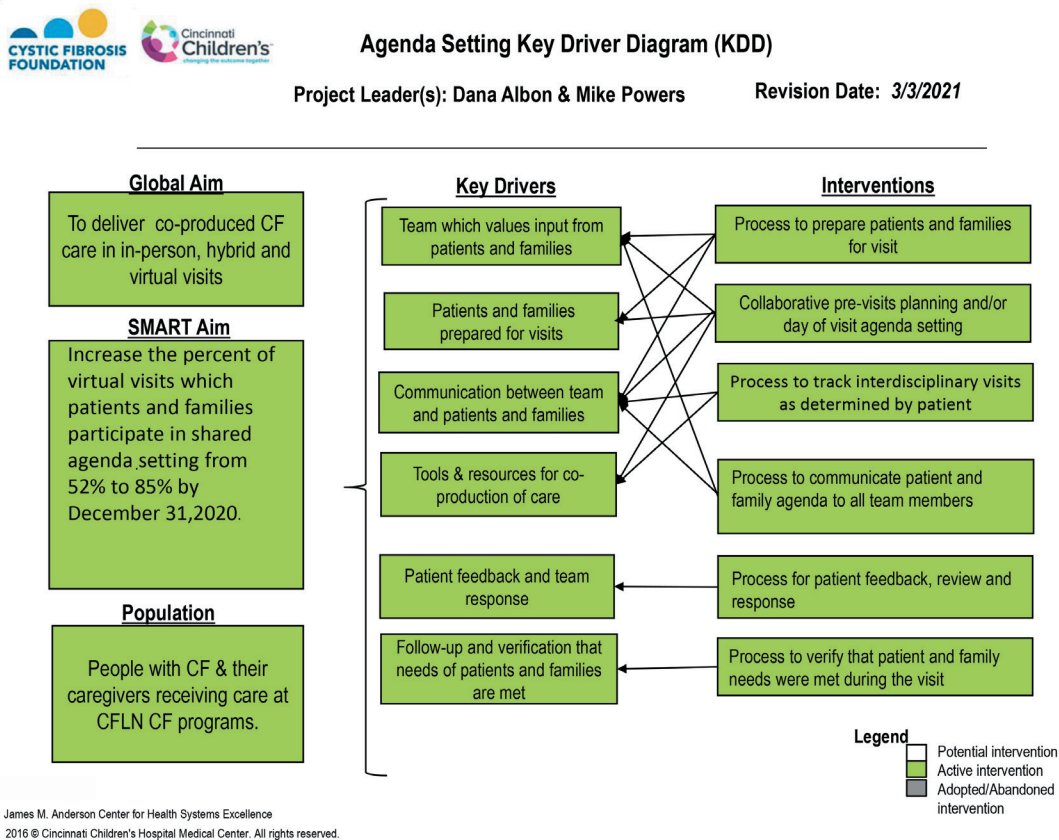 CYSTIC FIBROSIS
FOUNDATION
Cincinnati
Children's
changing the outcome together
Agenda Setting Key Driver Diagram (KDD)
Project Leader(s): Dana Albon & Mike Powers
Revision Date: 3/3/2021
Global Aim
To deliver co-produced CF
care in in-person, hybrid and
virtual visits
SMART Aim
Increase the percent of
virtual visits which
patients and families
participate in shared
agenda setting from
52% to 85% by
December 31,2020.
Population
People with CF & their
caregivers receiving care at
CFLN CF programs.
Key Drivers
Team which values input from
patients and families
Patients and families
prepared for visits
Communication between team
and patients and families
Tools & resources for co-
production of care
Patient feedback and team
response
Follow-up and verification that
needs of patients and families
are met
Interventions
Process to prepare patients and families
for visit
Collaborative pre-visits planning and/or
day of visit agenda setting
Process to track interdisciplinary visits
as determined by patient
Process to communicate patient and
family agenda to all team members
Process for patient feedback, review and
response
Process to verify that patient and family
needs were met during the visit
Legend
Potential intervention
Active intervention
Adopted/Abandoned
intervention
James M. Anderson Center for Health Systems Excellence
2016 © Cincinnati Children's Hospital Medical Center. All rights reserved.